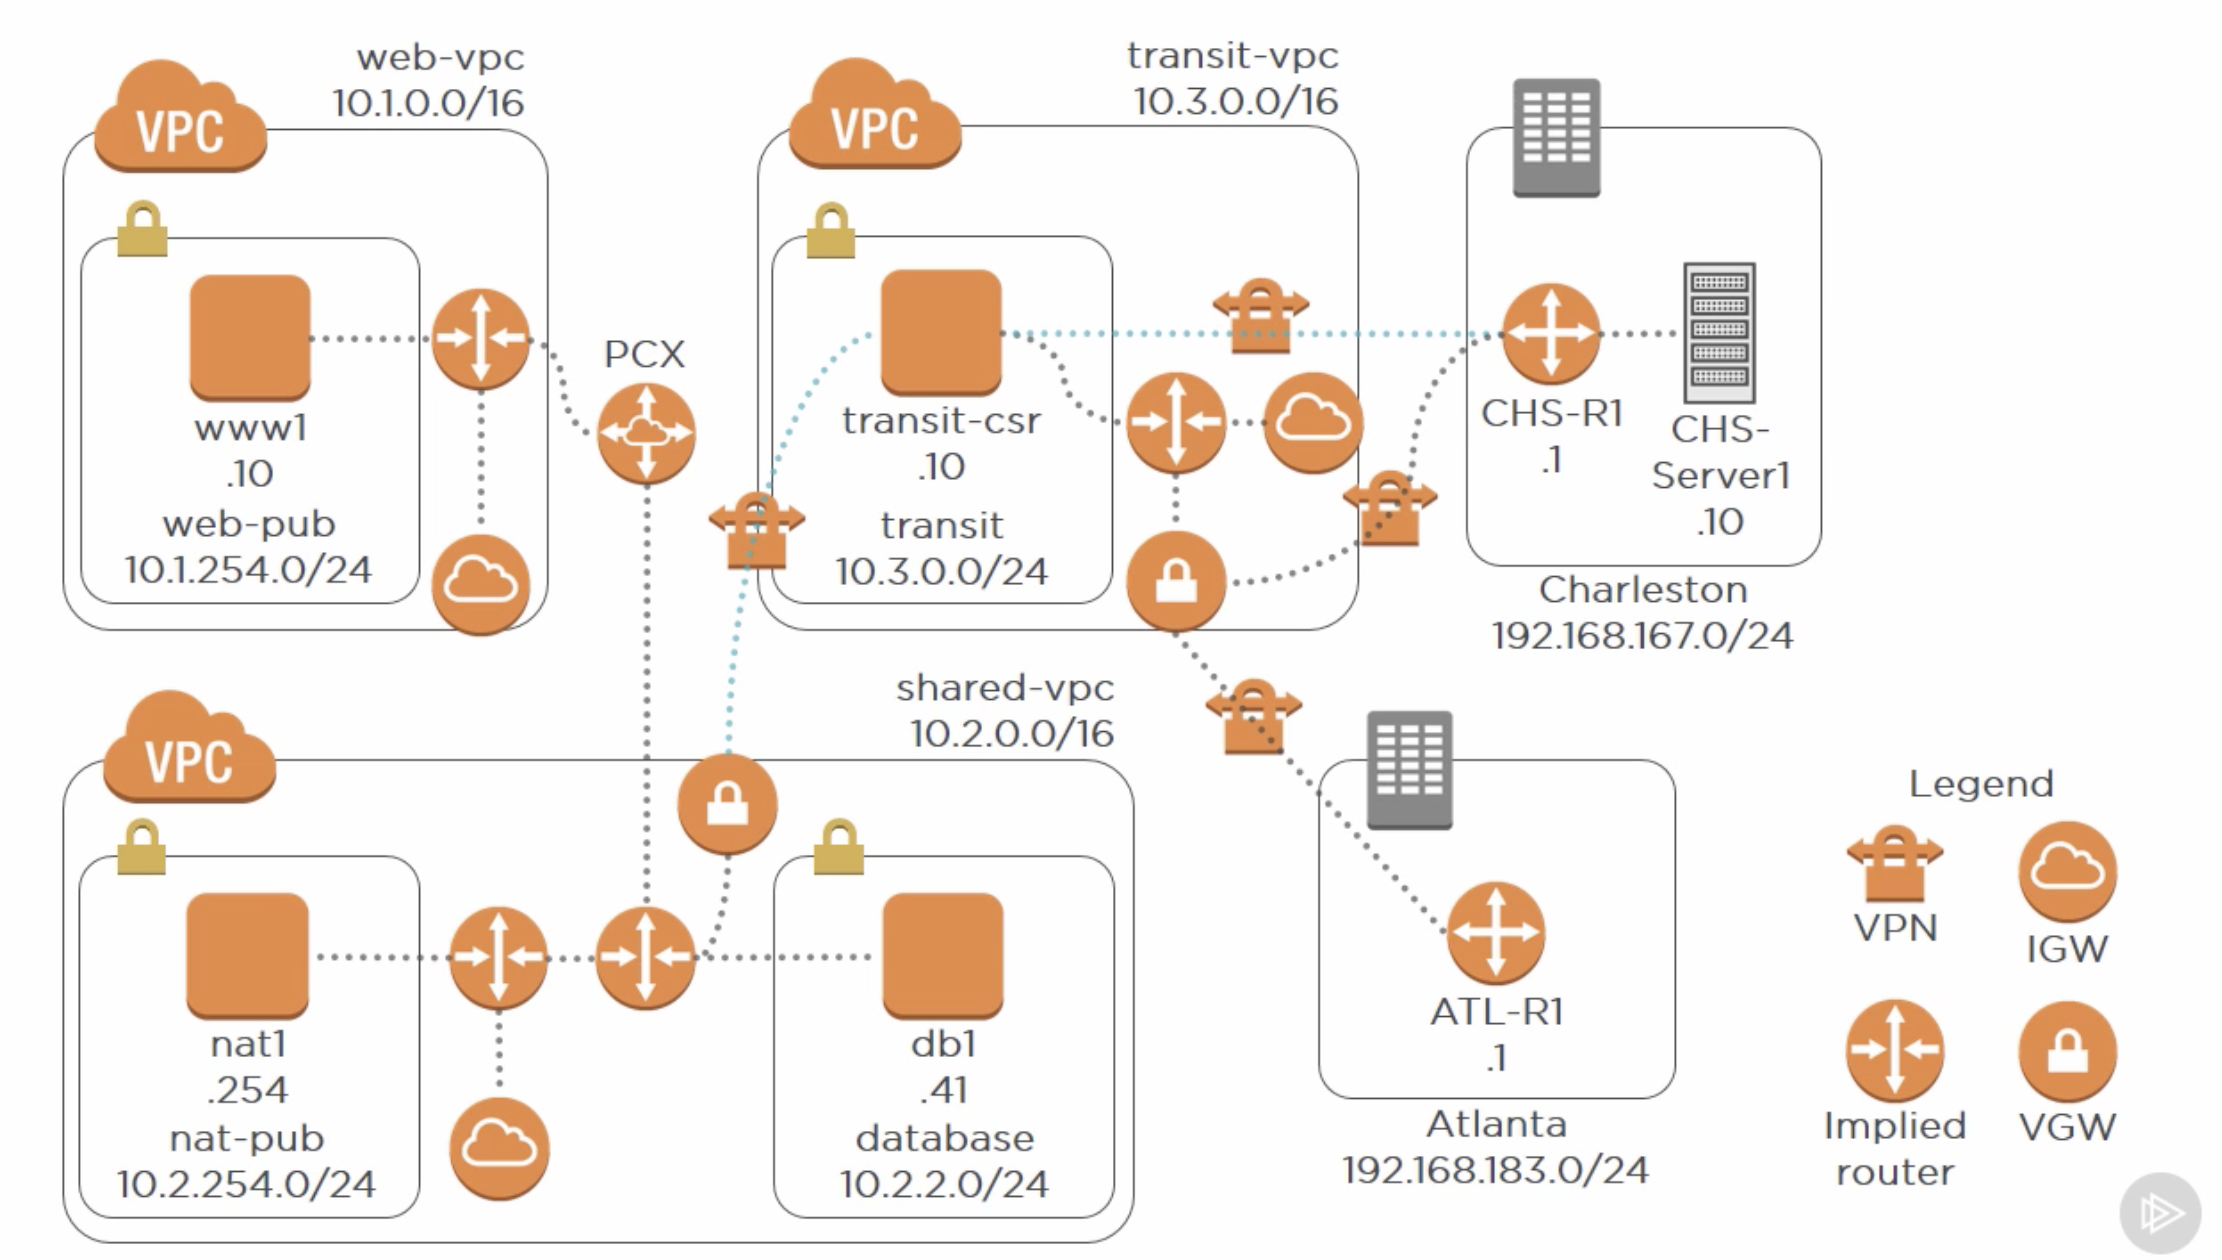 web-vpc
10.1.0.0/16
VPC
www1
.10
web-pub
10.1.254.0/24
PCX
transit-vpc
10.3.0.0/16
VPC
transit-csr
.10
transit
10.3.0.0/24
CHS-R1
.1
CHS-
Server1
.10
Charleston
192.168.167.0/24
shared-vpc
10.2.0.0/16
VPC
nat1
.254
nat-pub
10.2.254.0/24
db1
.41
database
10.2.2.0/24
ATL-R1
.1
Atlanta
192.168.183.0/24
Legend
VPN
IGW
Implied
router
VGW